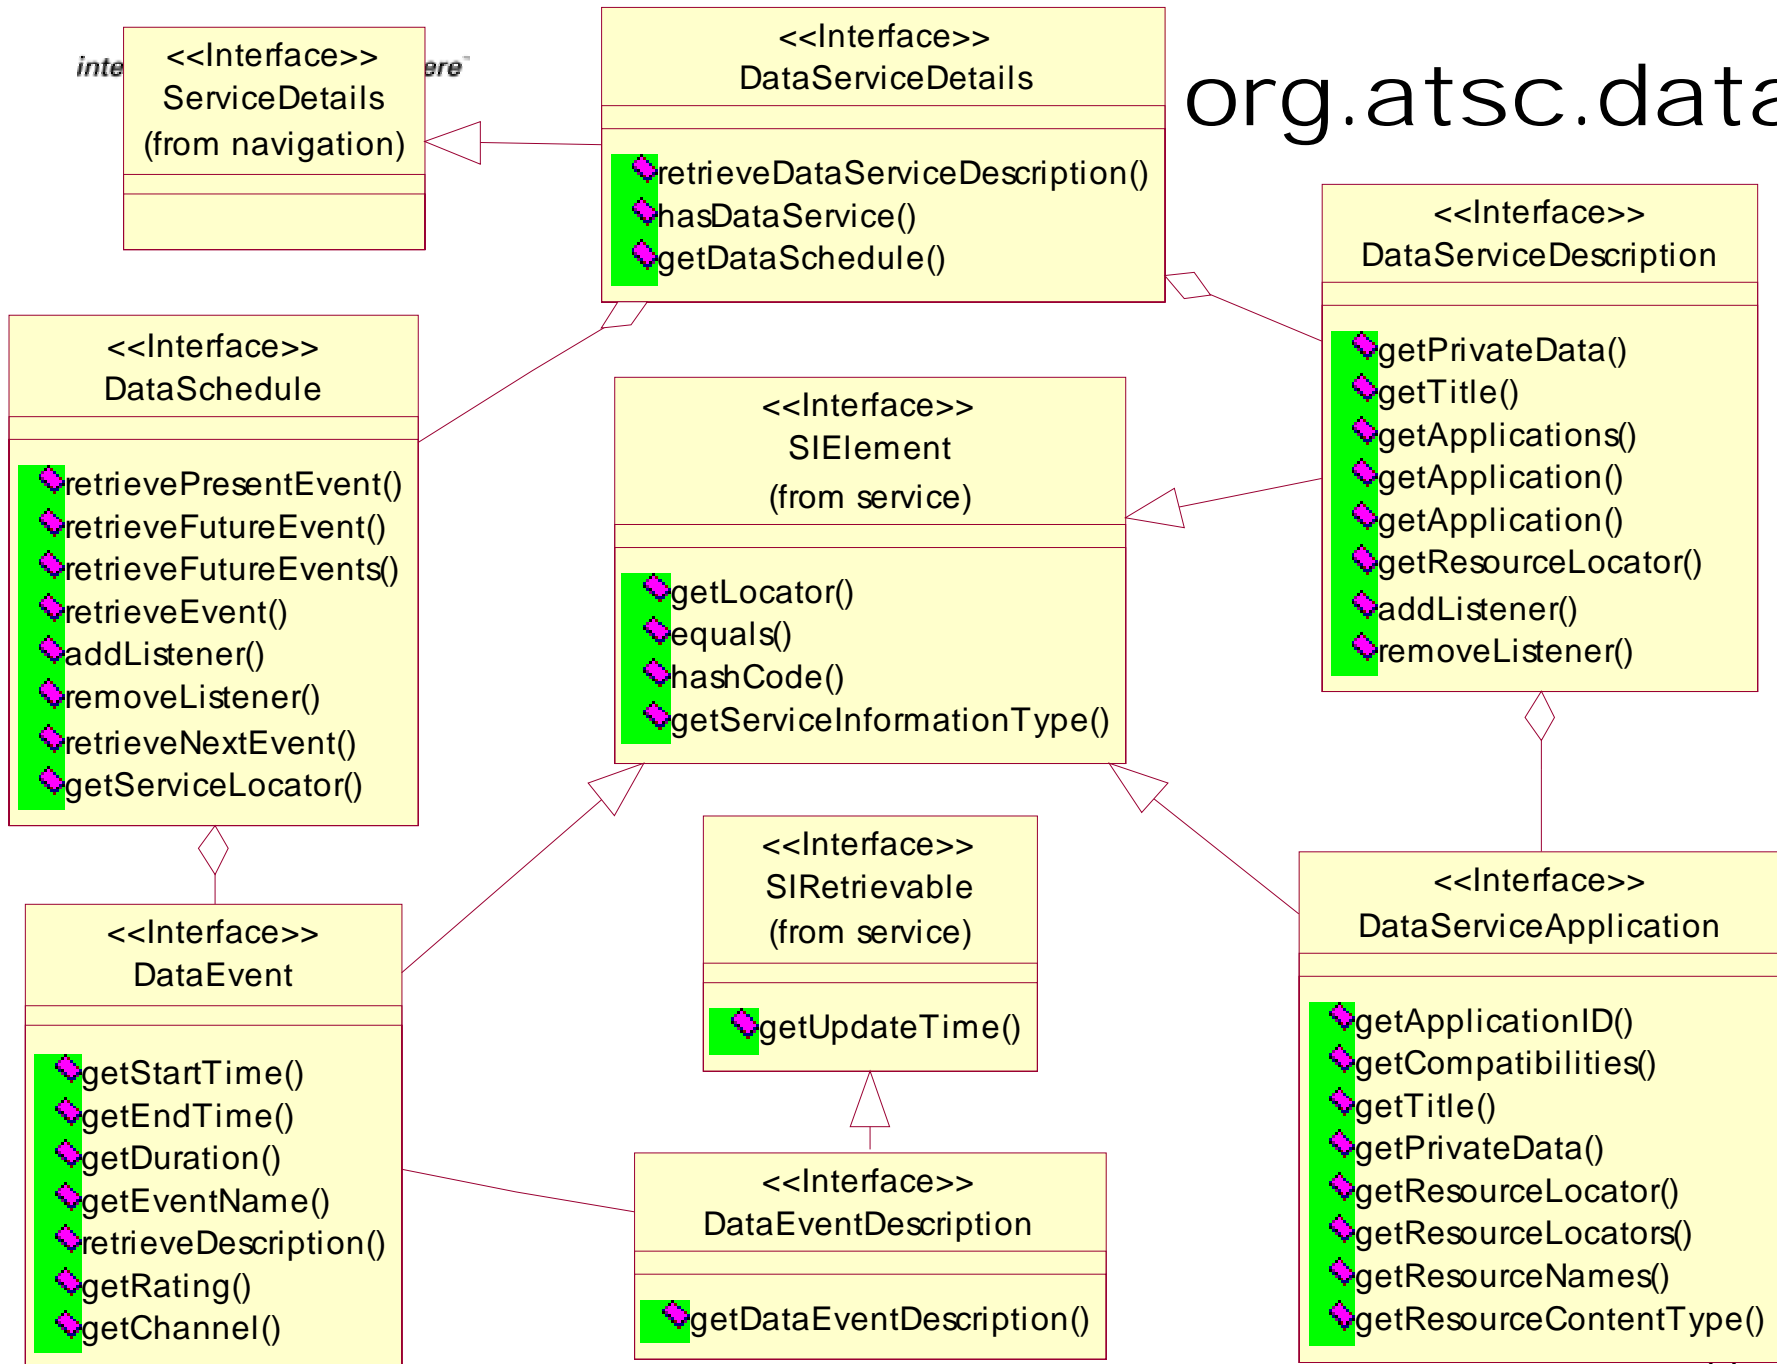 <<Interface>>
ServiceDetails
(from navigation)
<<Interface>>
DataServiceDetails
retrieveDataServiceDescription()
hasDataService()
getDataSchedule()
org.atsc.data
<<Interface>>
DataServiceDescription
getPrivateData()
getTitle()
getApplications()
getApplication()
getApplication()
getResourceLocator()
addListener()
removeListener()
<<Interface>>
DataSchedule
retrievePresentEvent()
retrieveFutureEvent()
retrieveFutureEvents()
retrieveEvent()
addListener()
removeListener()
retrieveNextEvent()
getServiceLocator()
<<Interface>>
SIElement
(from service)
getLocator()
equals()
hashCode()
getServiceInformationType()
<<Interface>>
SIRetrievable
(from service)
getUpdateTime()
<<Interface>>
DataEvent
getStartTime()
getEndTime()
getDuration()
getEventName()
retrieveDescription()
getRating()
getChannel()
<<Interface>>
DataEventDescription
getDataEventDescription()
<<Interface>>
DataServiceApplication
getApplicationID()
getCompatibilities()
getTitle()
getPrivateData()
getResourceLocator()
getResourceLocators()
getResourceNames()
getResourceContentType()